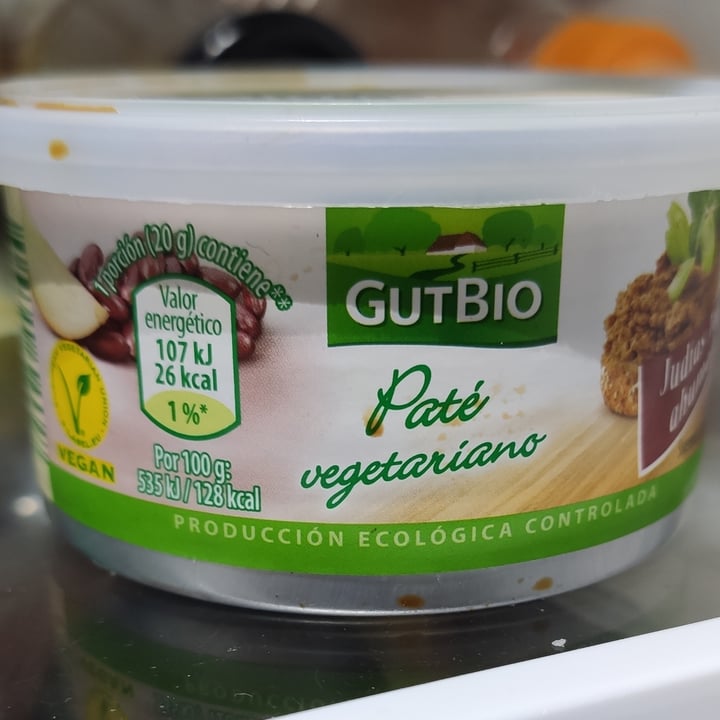 1 porción (20 g) contiene**
Valor
energético
107 kJ
26 kcal
1 %*
VEGAN
Por 100 g:
535 kJ / 128 kcal
GUTBIO
Paté
vegetariano
Judías
PRODUCCIÓN ECOLÓGICA CONTROLADA